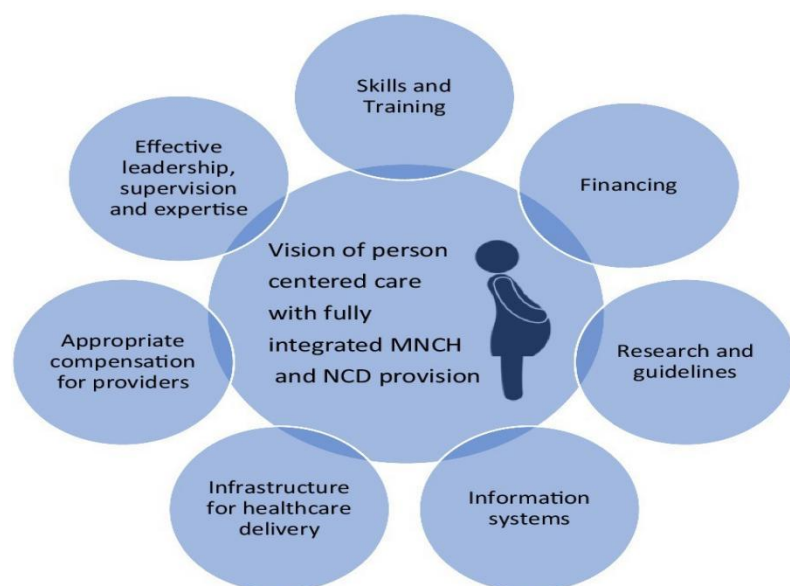 Skills and
Training
Financing
Research and
guidelines
Information
systems
Infrastructure
for healthcare
delivery
Appropriate
compensation
for providers
Effective
leadership,
supervision
and expertise
Vision of person
centered care
with fully
integrated MNCH
and NCD provision